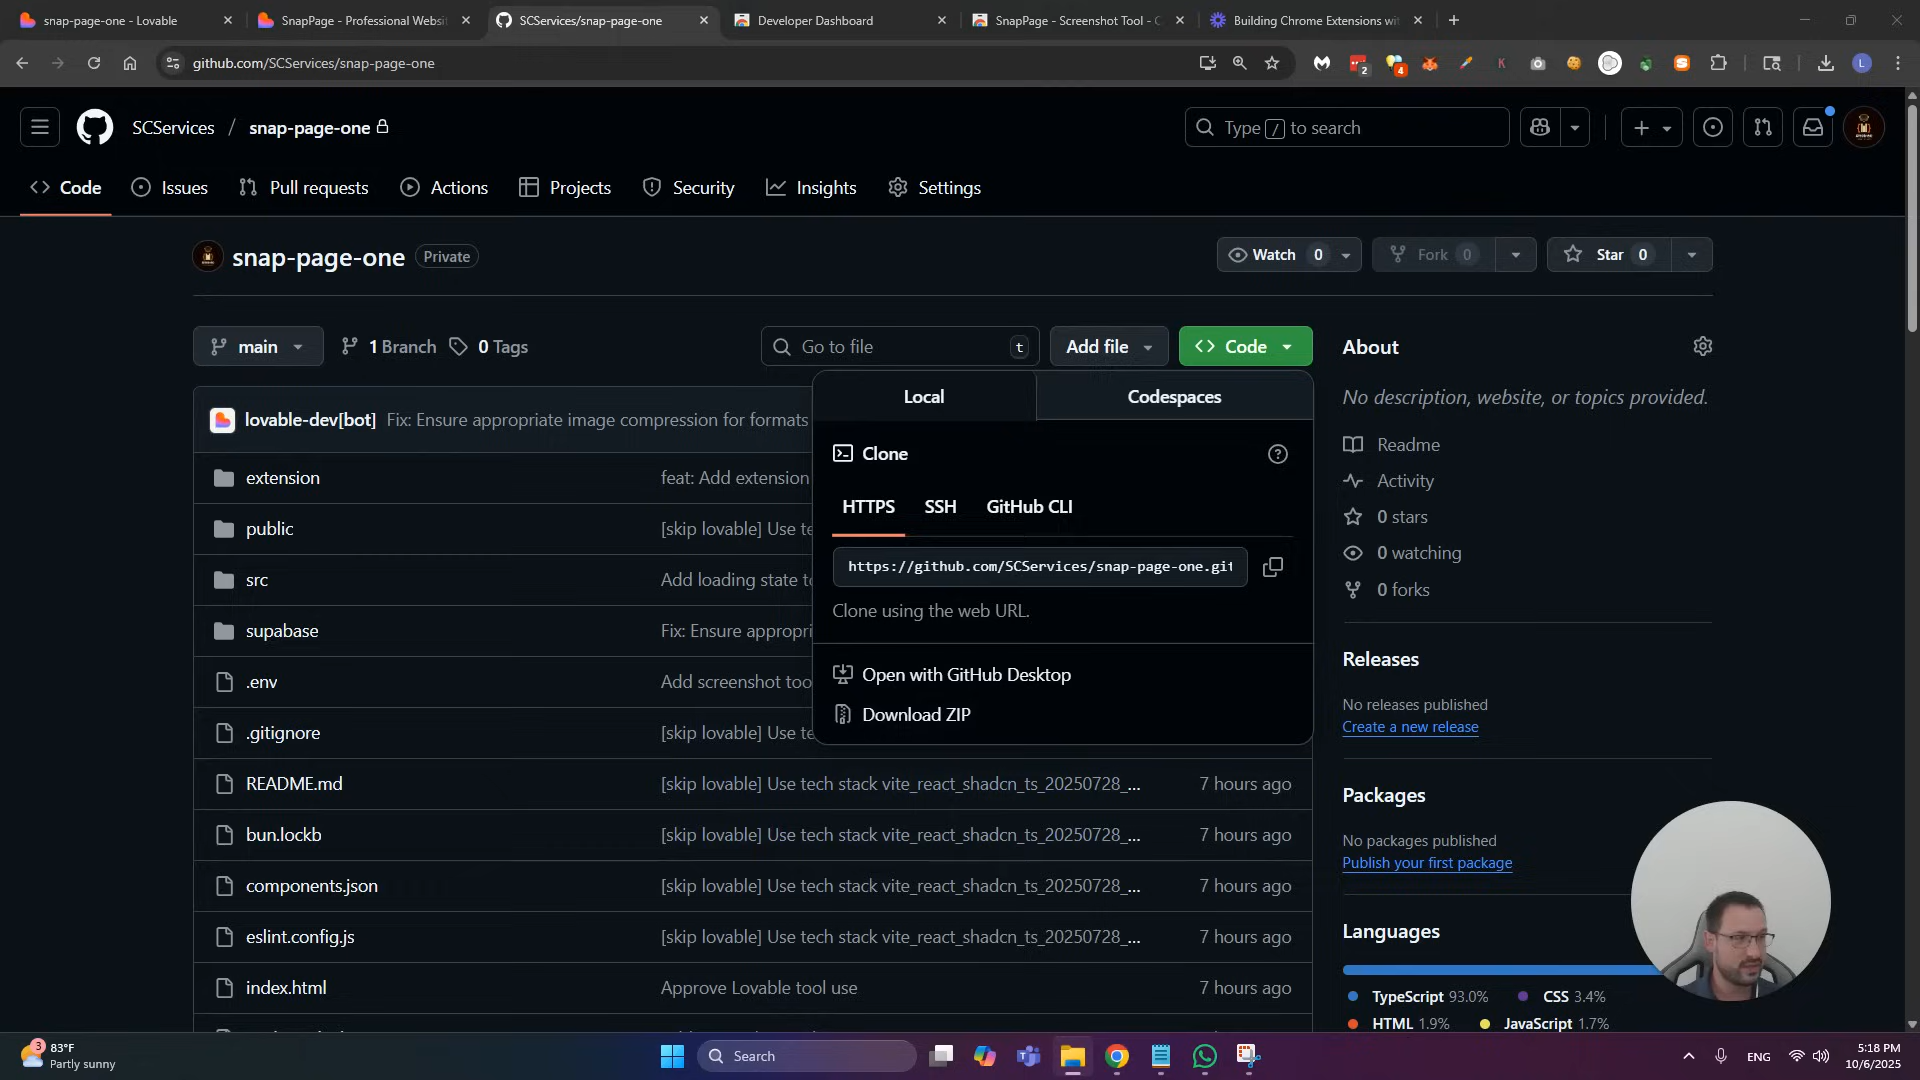 snap-page-one - Lovable
SnapPage - Professional Websi
SCServices/snap-page-one
Developer Dashboard
SnapPage - Screenshot Tool - C
Building Chrome Extensions wi
github.com/SCServices/snap-page-one
2
4
K
L
SCServices / snap-page-one
Type / to search
Code
Issues
Pull requests
Actions
Projects
Security
Insights
Settings
snap-page-one
Private
Watch 0
Fork 0
Star 0
main
1 Branch
0 Tags
Go to file
t
Add file
Code
About
Local
Codespaces
No description, website, or topics provided.
lovable-dev[bot] Fix: Ensure appropriate image compression for formats
Clone
Readme
extension
feat: Add extension
Activity
HTTPS
SSH
GitHub CLI
0 stars
public
[skip lovable] Use te
0 watching
https://github.com/SCServices/snap-page-one.git
src
Add loading state to
0 forks
Clone using the web URL.
supabase
Fix: Ensure appropri
Releases
.env
Add screenshot too
Open with GitHub Desktop
No releases published
Create a new release
Download ZIP
.gitignore
[skip lovable] Use te
README.md
[skip lovable] Use tech stack vite_react_shadcn_ts_20250728_...
7 hours ago
Packages
bun.lockb
[skip lovable] Use tech stack vite_react_shadcn_ts_20250728_...
7 hours ago
No packages published
Publish your first package
components.json
[skip lovable] Use tech stack vite_react_shadcn_ts_20250728_...
7 hours ago
eslint.config.js
[skip lovable] Use tech stack vite_react_shadcn_ts_20250728_...
7 hours ago
Languages
index.html
Approve Lovable tool use
7 hours ago
TypeScript 93.0%
CSS 3.4%
HTML 1.9%
JavaScript 1.7%
3
83°F
Partly sunny
Search
ENG
5:18 PM
10/6/2025